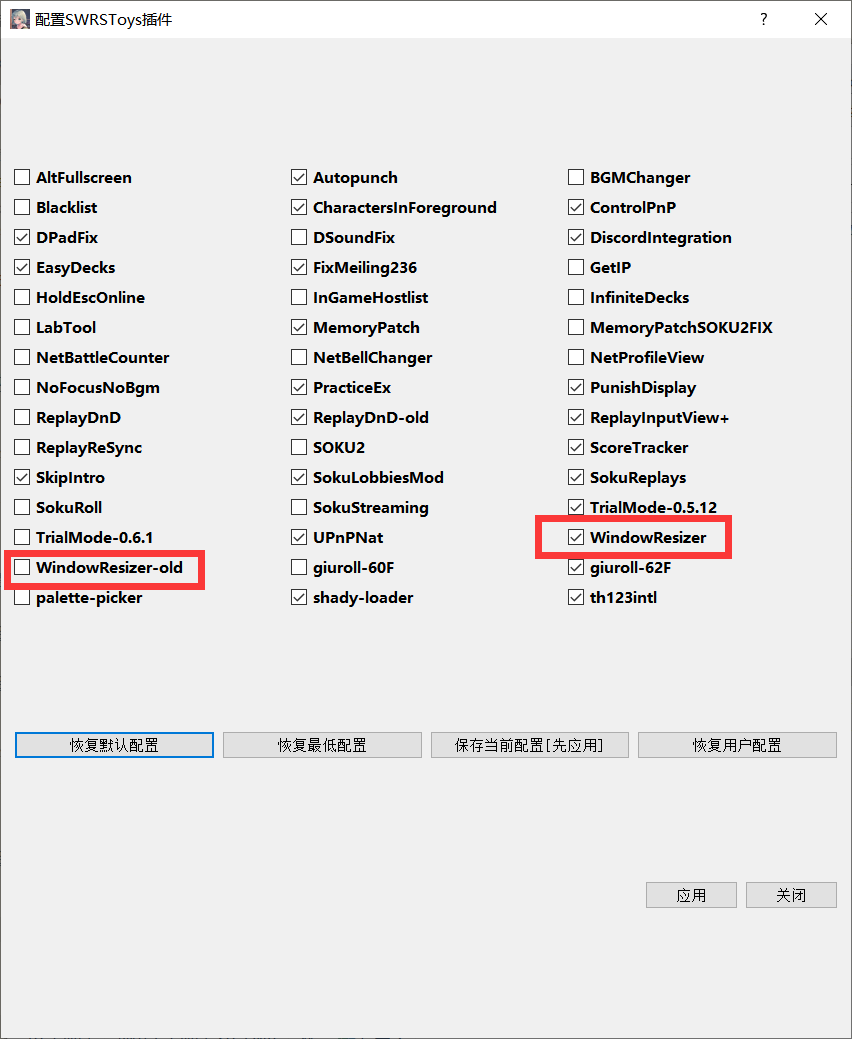 配置SWRSToys插件
AltFullscreen Autopunch BGMChanger
Blacklist CharactersInForeground ControlPnP
DPadFix DSoundFix DiscordIntegration
EasyDecks FixMeiling236 GetIP
HoldEscOnline InGameHostlist InfiniteDecks
LabTool MemoryPatch MemoryPatchSOKU2FIX
NetBattleCounter NetBellChanger NetProfileView
NoFocusNoBgm PracticeEx PunishDisplay
ReplayDnD ReplayDnD-old ReplayInputView+
ReplayReSync SOKU2 ScoreTracker
SkipIntro SokuLobbiesMod SokuReplays
SokuRoll SokuStreaming TrialMode-0.5.12
TrialMode-0.6.1 UPnPNat WindowResizer
WindowResizer-old giuroll-60F giuroll-62F
palette-picker shady-loader th123intl
恢复默认配置 恢复最低配置 保存当前配置[先应用] 恢复用户配置
应用 关闭